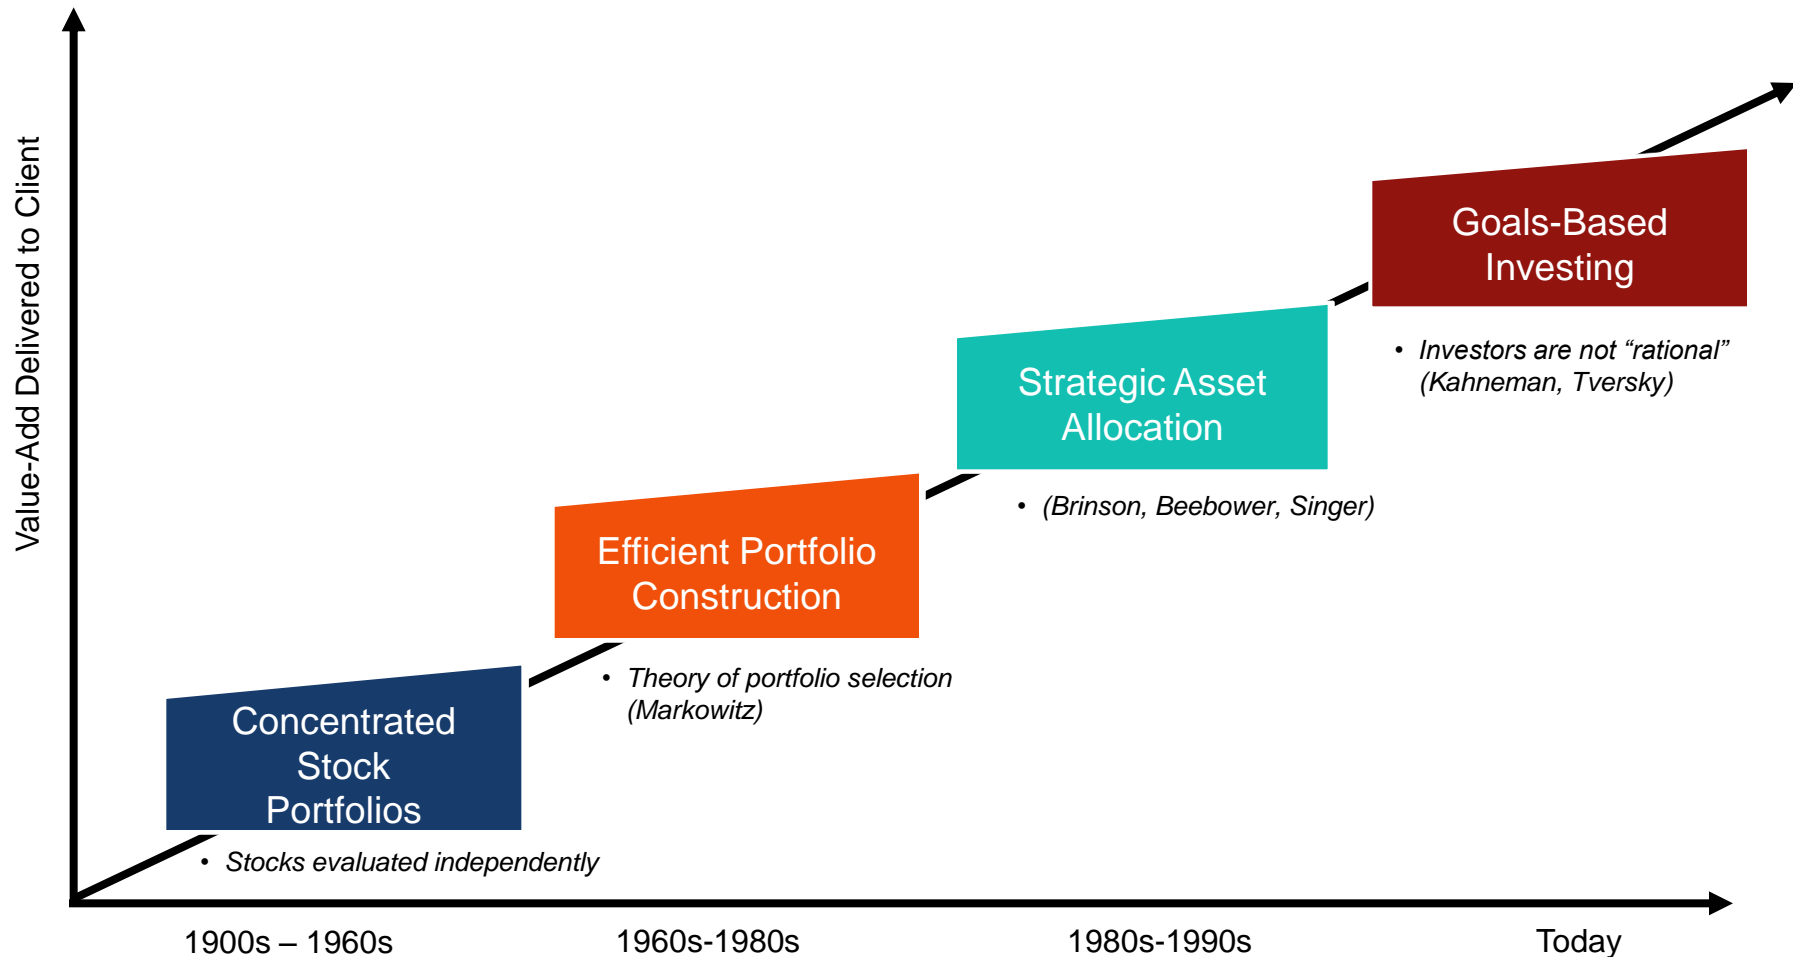 Value-Add Delivered to Client
Goals-Based
Investing
• Investors are not “rational”
(Kahneman, Tversky)
Strategic Asset
Allocation
• (Brinson, Beebower, Singer)
Efficient Portfolio
Construction
• Theory of portfolio selection
(Markowitz)
Concentrated
Stock
Portfolios
• Stocks evaluated independently
1900s – 1960s
1960s-1980s
1980s-1990s
Today